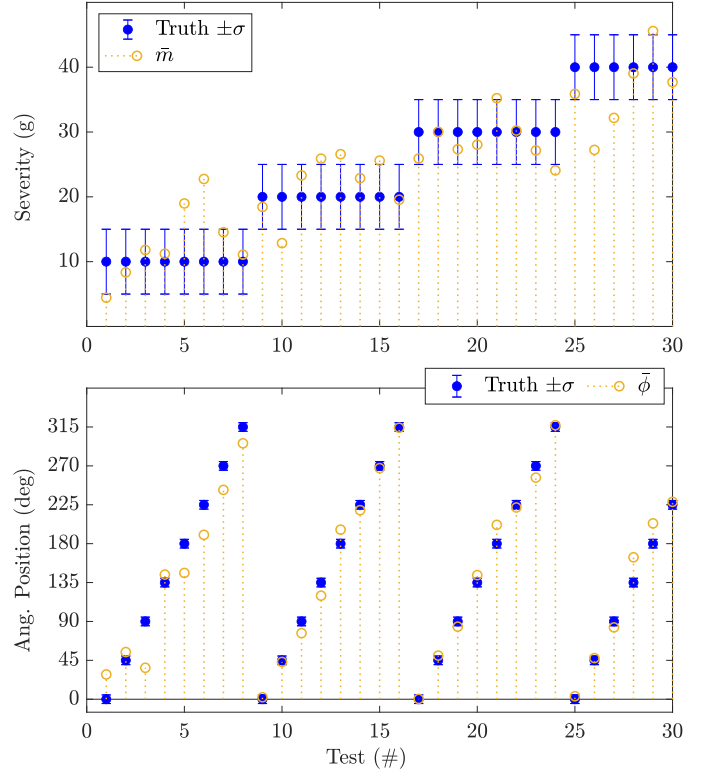 Truth ±σ
m̄
Severity (g)
40
30
20
10
0 5 10 15 20 25 30
Truth ±σ ϕ̄
Ang. Position (deg)
315
270
225
180
135
90
45
0
0 5 10 15 20 25 30
Test (#)